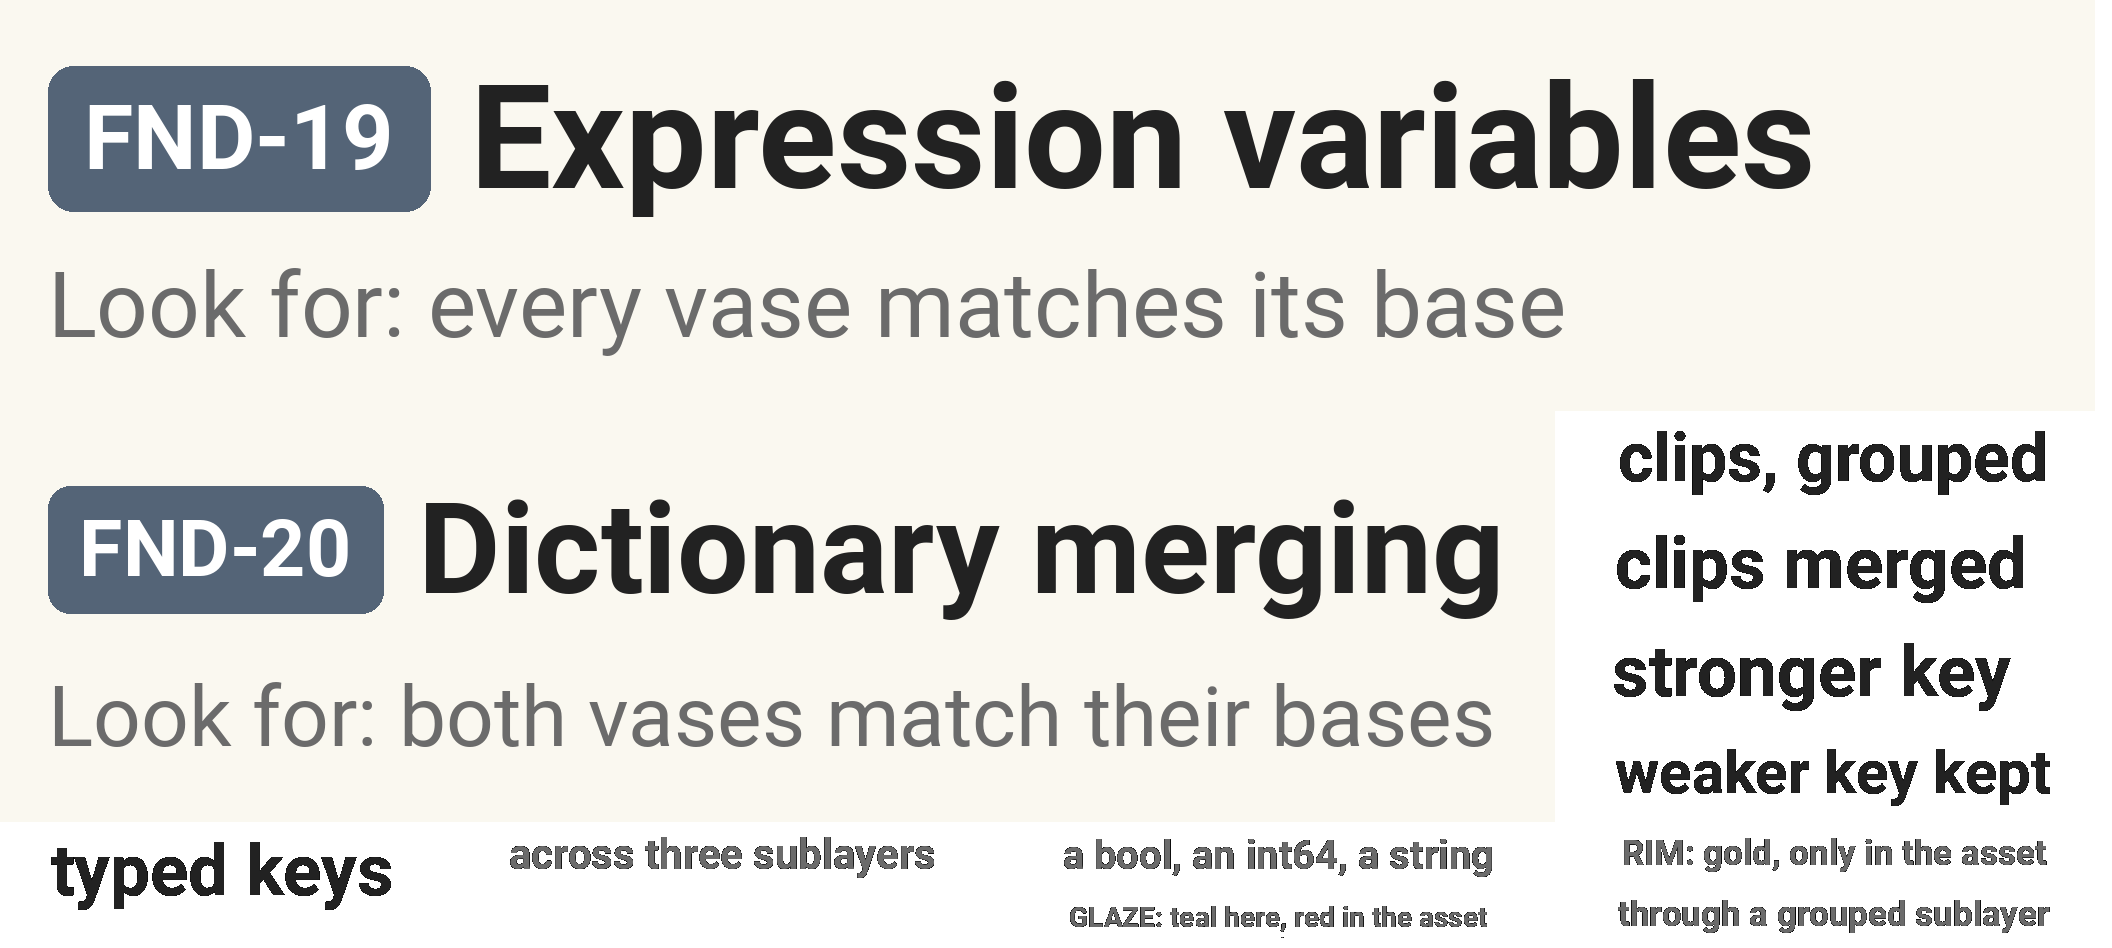 FND-19 Expression variables
Look for: every vase matches its base
FND-20 Dictionary merging
Look for: both vases match their bases
clips, grouped
clips merged
stronger key
weaker key kept
typed keys
across three sublayers
a bool, an int64, a string
GLAZE: teal here, red in the asset
RIM: gold, only in the asset
through a grouped sublayer